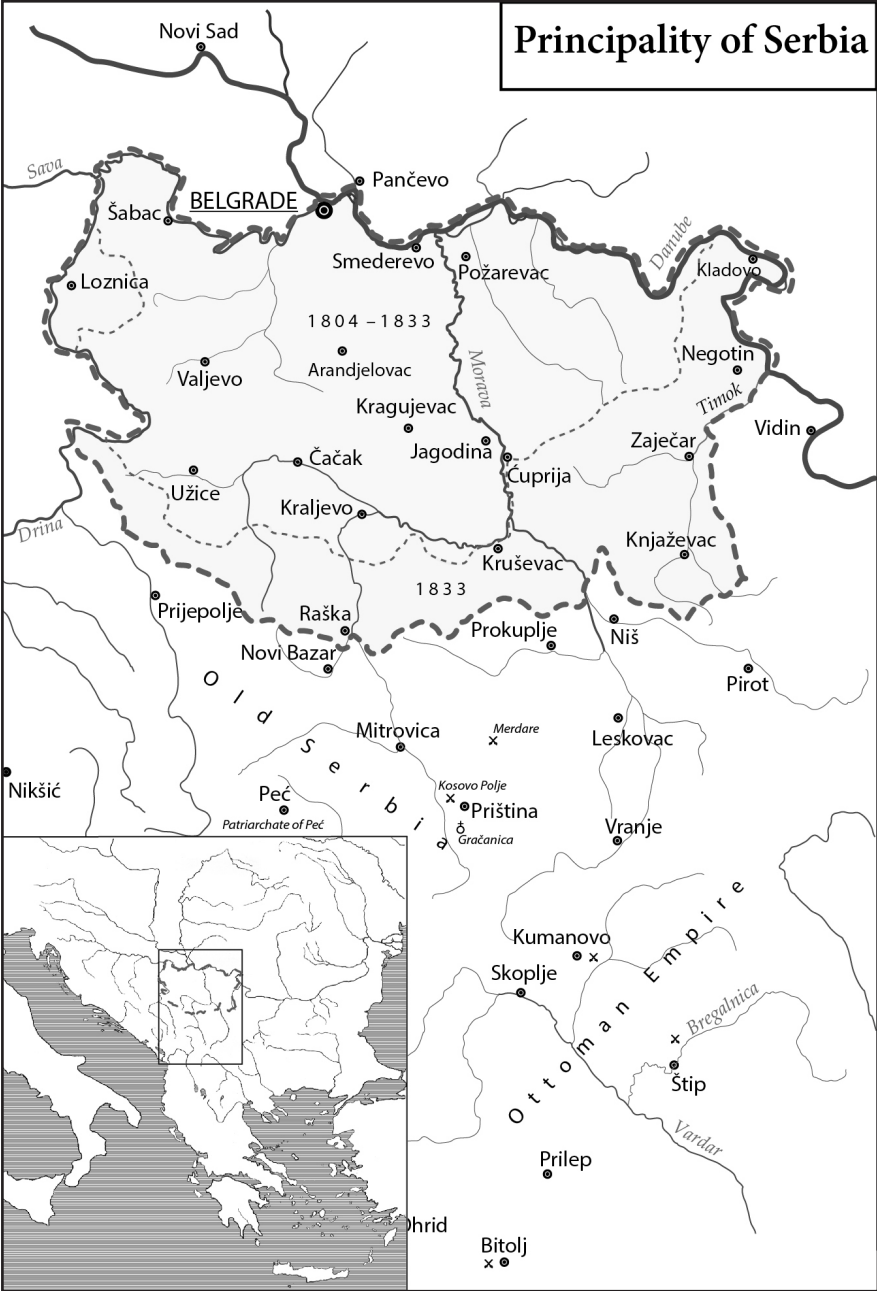 Principality of Serbia
Novi Sad
Sava
Pančevo
BELGRADE
Šabac
Danube
Smederevo
Požarevac
Kladovo
Loznica
1804 – 1833
Negotin
Arandjelovac
Valjevo
Morava
Timok
Kragujevac
Vidin
Jagodina
Zaječar
Čačak
Ćuprija
Užice
Kraljevo
Drina
Knjaževac
Kruševac
1833
Prijepolje
Raška
Prokuplje
Niš
Novi Bazar
Pirot
Old Serbia
Merdare
Mitrovica
Leskovac
Kosovo Polje
Nikšić
Peć
Priština
Patriarchate of Peć
Vranje
Gračanica
Ottoman Empire
Kumanovo
Skoplje
Bregalnica
Štip
Vardar
Prilep
Ohrid
Bitolj